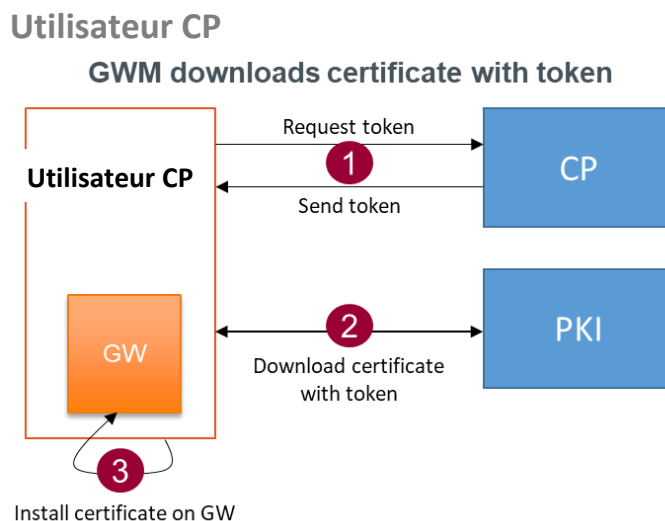 Utilisateur CP
GWM downloads certificate with token
Request token
1
Send token
CP
Utilisateur CP
2
Download certificate
with token
PKI
GW
3
Install certificate on GW